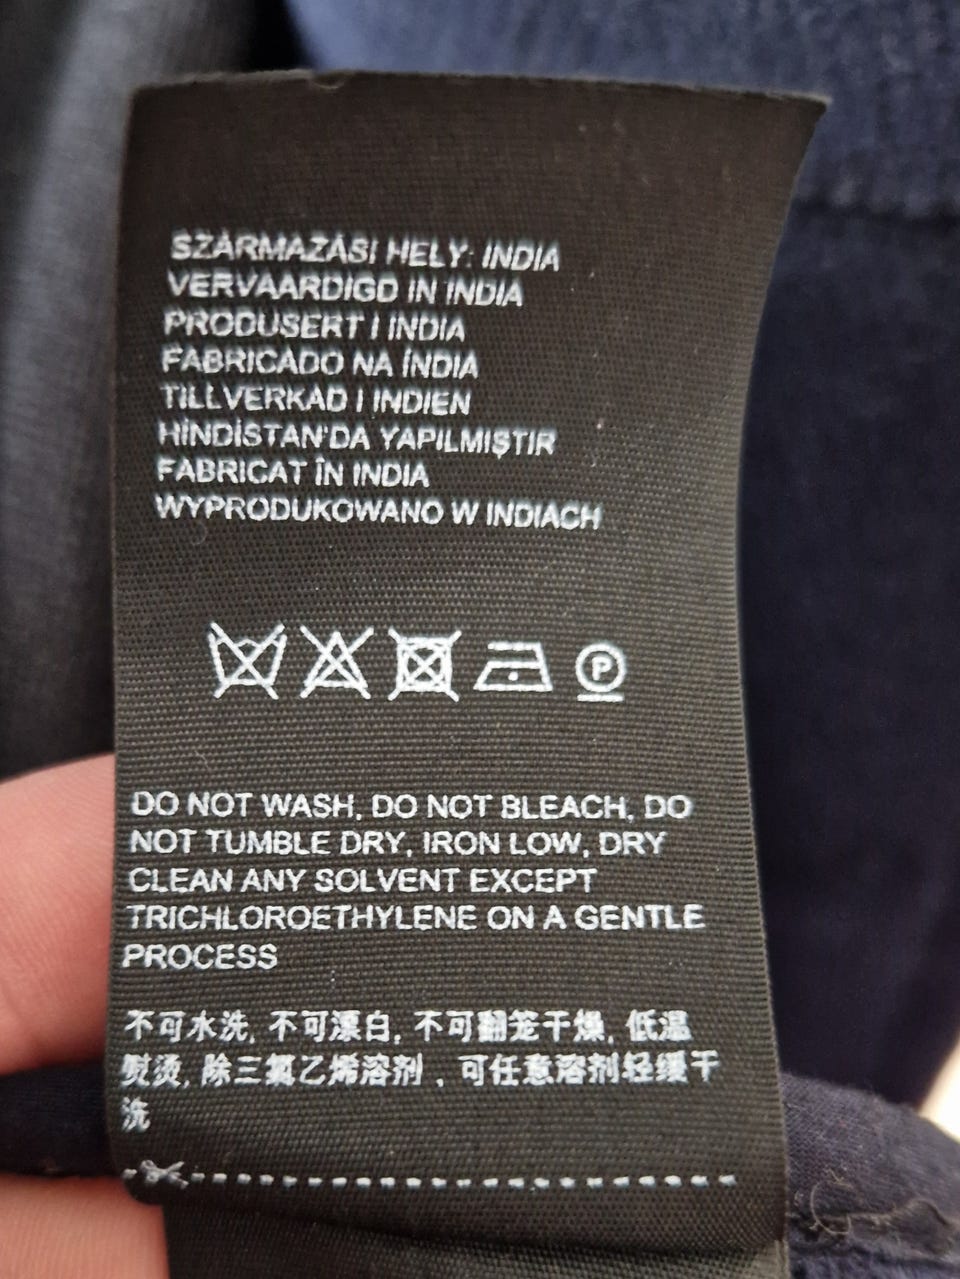 SZÁRMAZÁSI HELY: INDIA
VERVAARDIGD IN INDIA
PRODUSERT I INDIA
FABRICADO NA ÍNDIA
TILLVERKAD I INDIEN
HİNDİSTAN'DA YAPILMIŞTIR
FABRICAT ÎN INDIA
WYPRODUKOWANO W INDIACH
P
DO NOT WASH, DO NOT BLEACH, DO
NOT TUMBLE DRY, IRON LOW, DRY
CLEAN ANY SOLVENT EXCEPT
TRICHLOROETHYLENE ON A GENTLE
PROCESS
不可水洗, 不可漂白, 不可翻笼干燥, 低温
熨烫, 除三氯乙烯溶剂 , 可任意溶剂轻缓干
洗